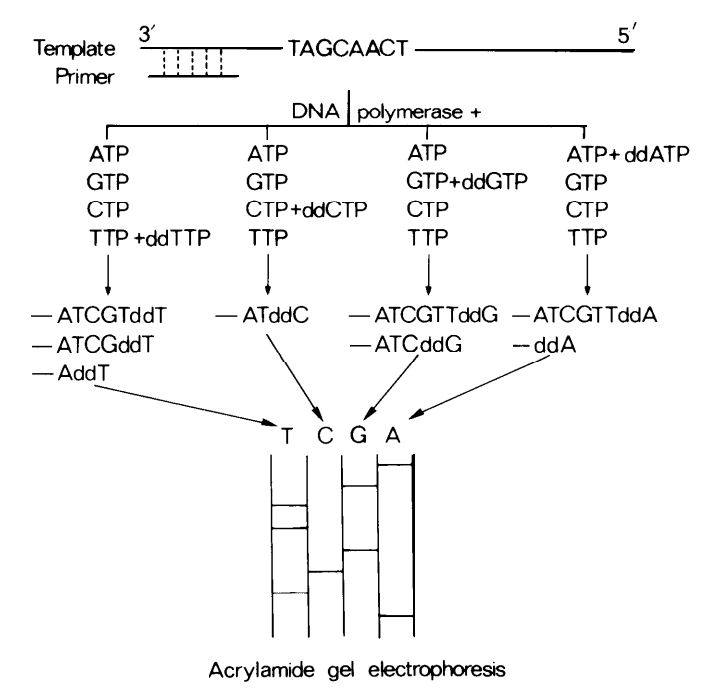 3′ 5′
Template TAGCAACT
Primer
DNA polymerase +
ATP ATP ATP ATP+ddATP
GTP GTP GTP+ddGTP GTP
CTP CTP+ddCTP CTP CTP
TTP+ddTTP TTP TTP TTP
—ATCGTddT —ATddC —ATCGTTddG —ATCGTTddA
—ATCGddT —ATCddG —ddA
—AddT
T C G A
Acrylamide gel electrophoresis